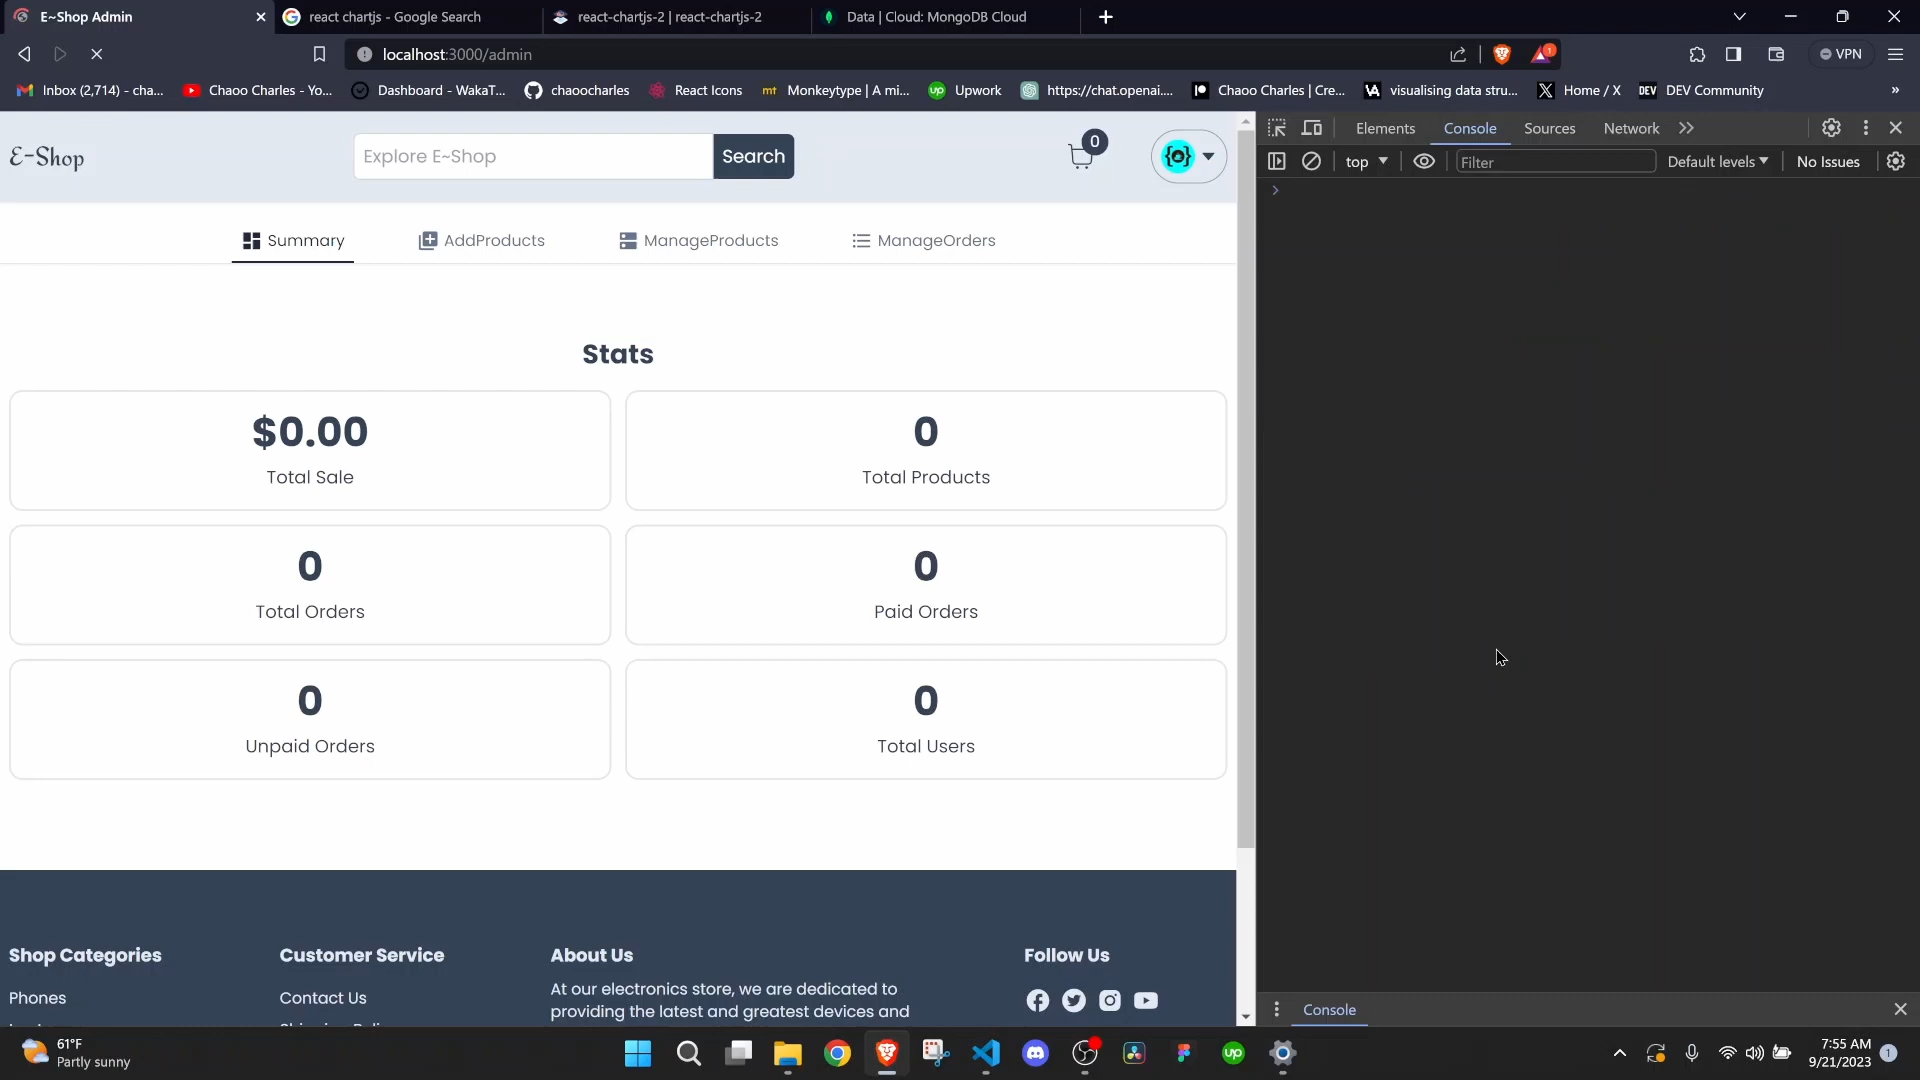 E~Shop Admin
react chartjs - Google Search
react-chartjs-2 | react-chartjs-2
Data | Cloud: MongoDB Cloud
localhost:3000/admin
1
VPN
Inbox (2,714) - cha...
Chaoo Charles - Yo...
Dashboard - WakaT...
chaoocharles
React Icons
mt Monkeytype | A mi...
up Upwork
https://chat.openai....
Chaoo Charles | Cre...
visualising data stru...
Home / X
DEV DEV Community
E~Shop
Explore E~Shop
Search
0
Elements
Console
Sources
Network
top
Filter
Default levels
No Issues
Summary
AddProducts
ManageProducts
ManageOrders
Stats
$0.00
Total Sale
0
Total Products
0
Total Orders
0
Paid Orders
0
Unpaid Orders
0
Total Users
Shop Categories
Phones
Customer Service
Contact Us
About Us
At our electronics store, we are dedicated to
providing the latest and greatest devices and
Follow Us
Console
61°F
Partly sunny
up
7:55 AM
9/21/2023
1